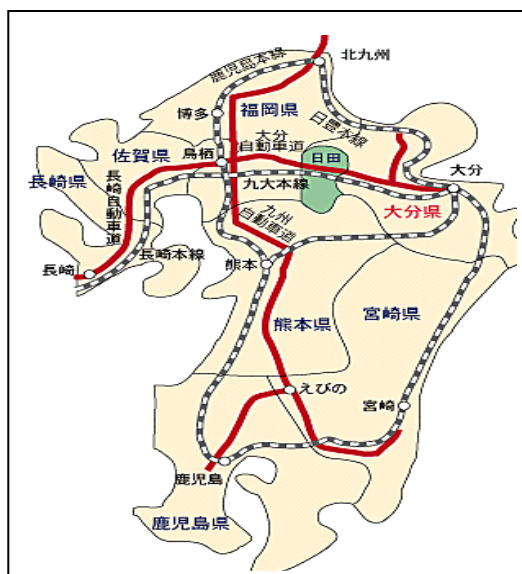 北九州
鹿児島本線
博多
福岡県
日豊本線
大分
自動車道
鳥栖
佐賀県
日田
大分
長崎県
長崎自動車道
九大本線
大分県
九州
自動車道
長崎本線
熊本
長崎
熊本県
宮崎県
えびの
宮崎
鹿児島
鹿児島県